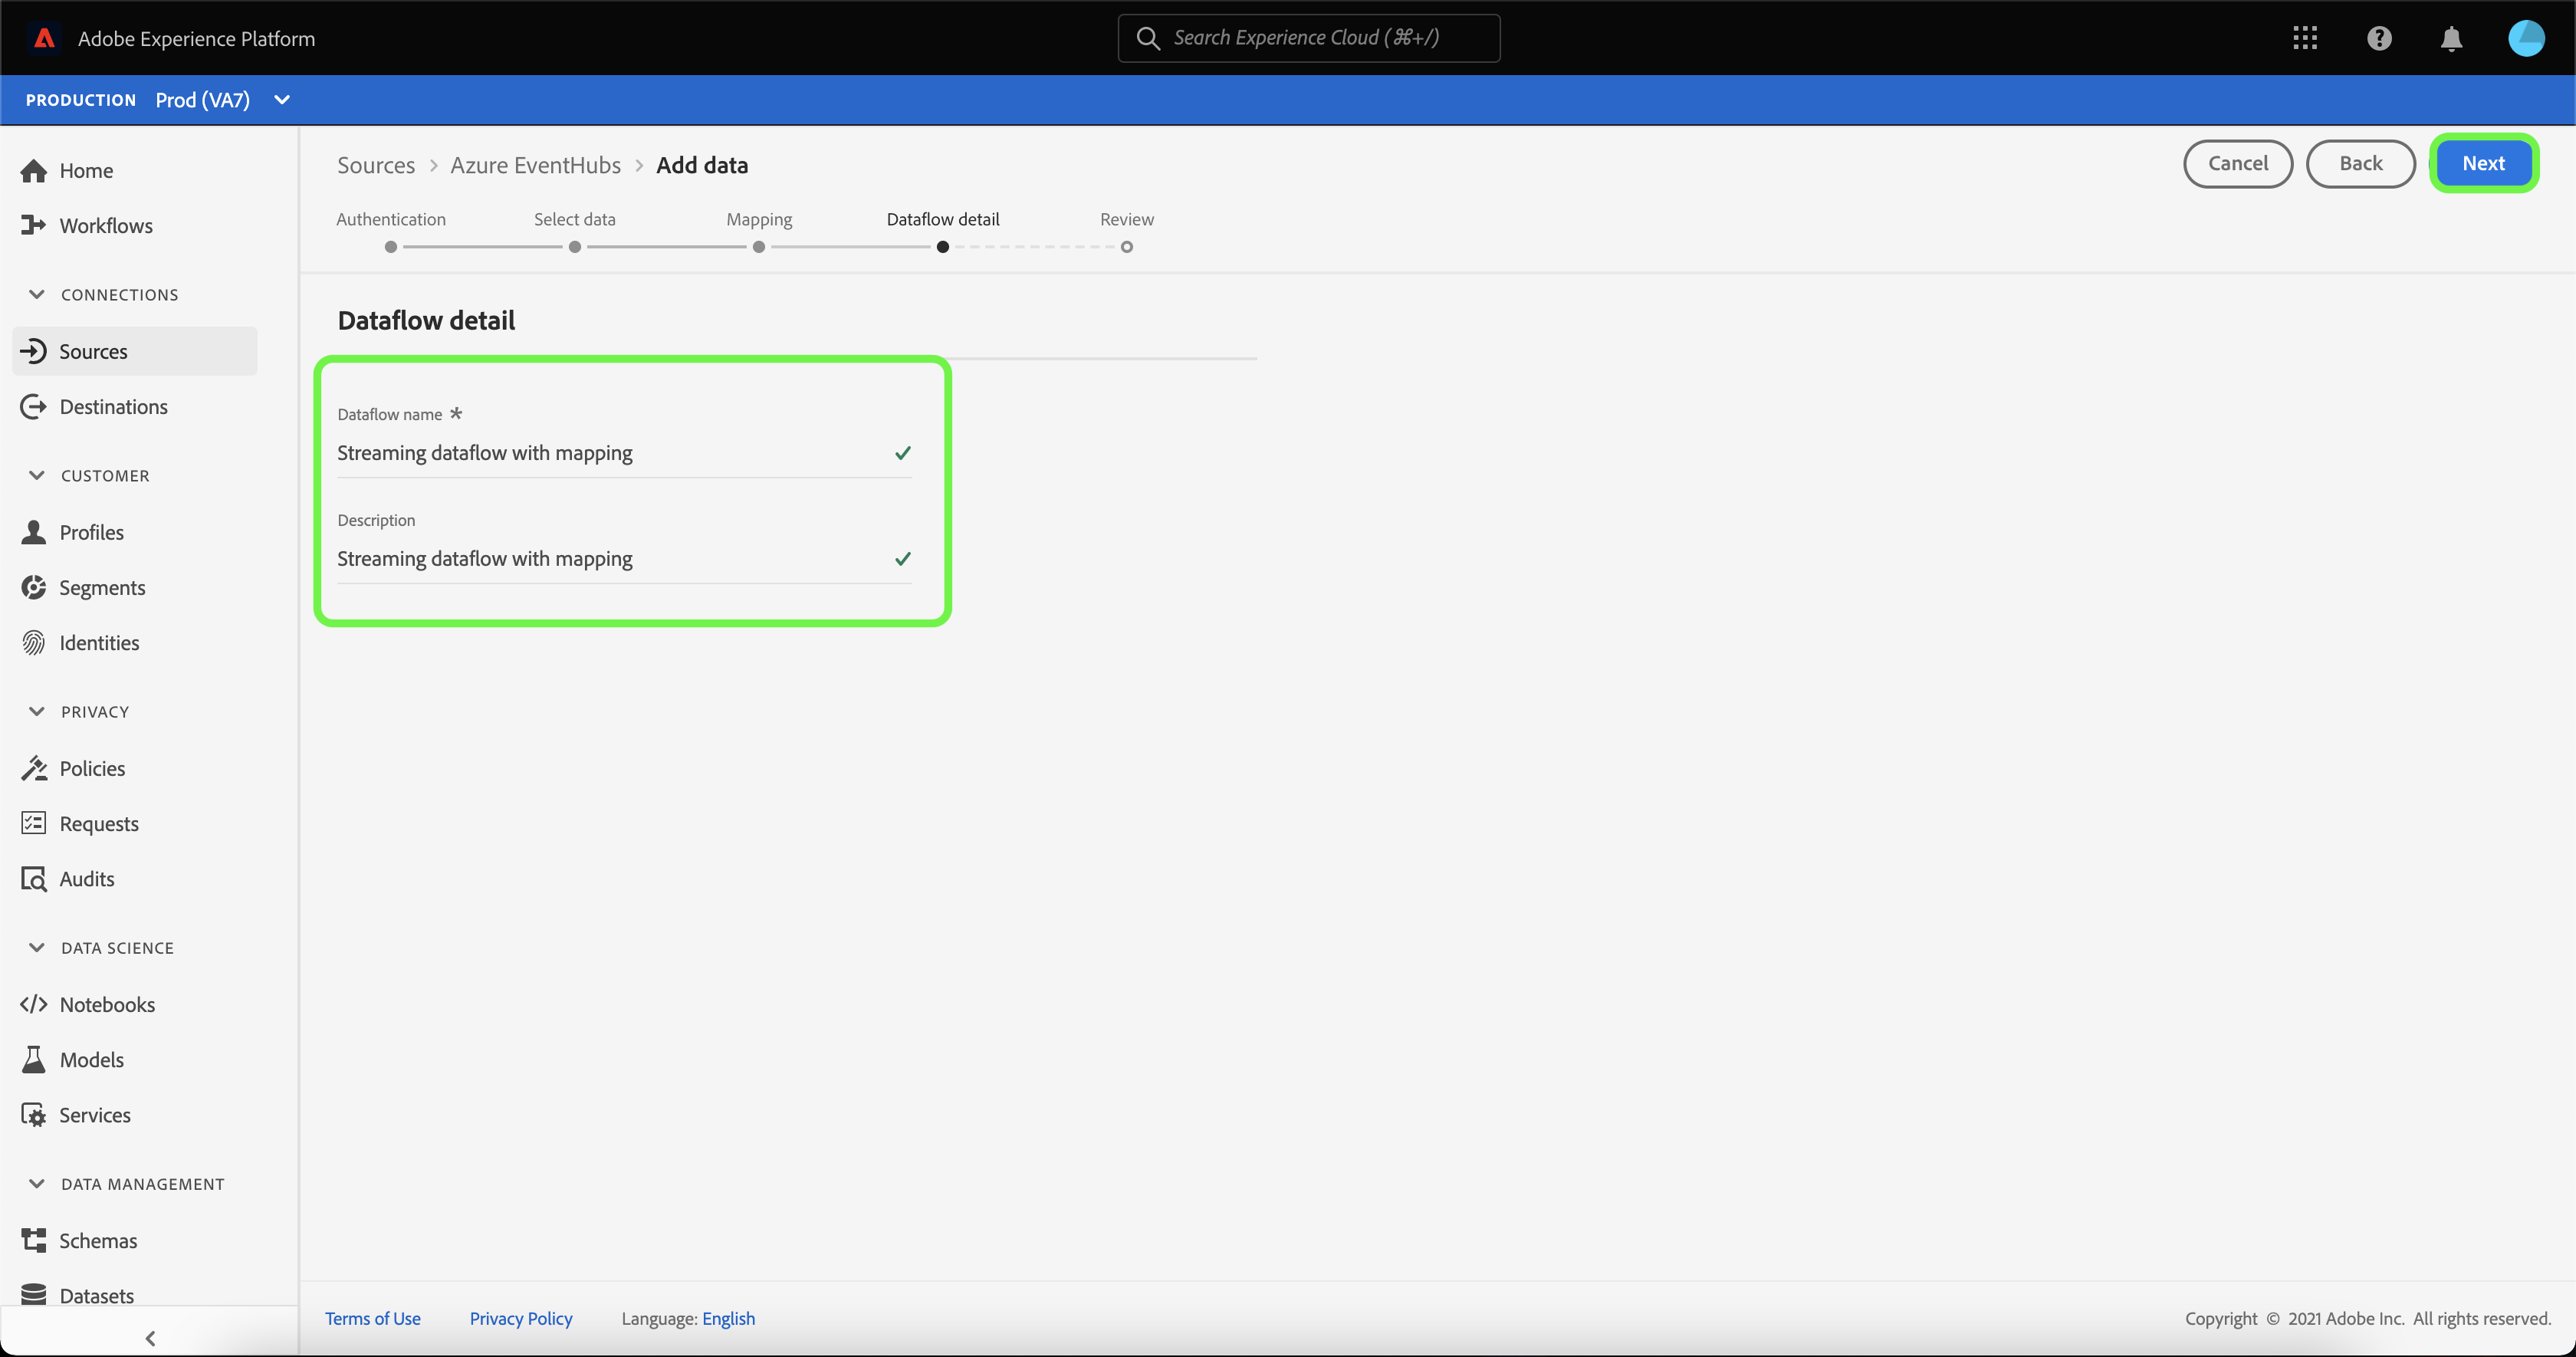 Adobe Experience Platform
Search Experience Cloud (⌘+/)
PRODUCTION Prod (VA7)
Home
Workflows
CONNECTIONS
Sources
Destinations
CUSTOMER
Profiles
Segments
Identities
PRIVACY
Policies
Requests
Audits
DATA SCIENCE
Notebooks
Models
Services
DATA MANAGEMENT
Schemas
Datasets
Sources > Azure EventHubs > Add data
Cancel Back Next
Authentication Select data Mapping Dataflow detail Review
Dataflow detail
Dataflow name *
Streaming dataflow with mapping
Description
Streaming dataflow with mapping
Terms of Use Privacy Policy Language: English
Copyright © 2021 Adobe Inc. All rights reserved.